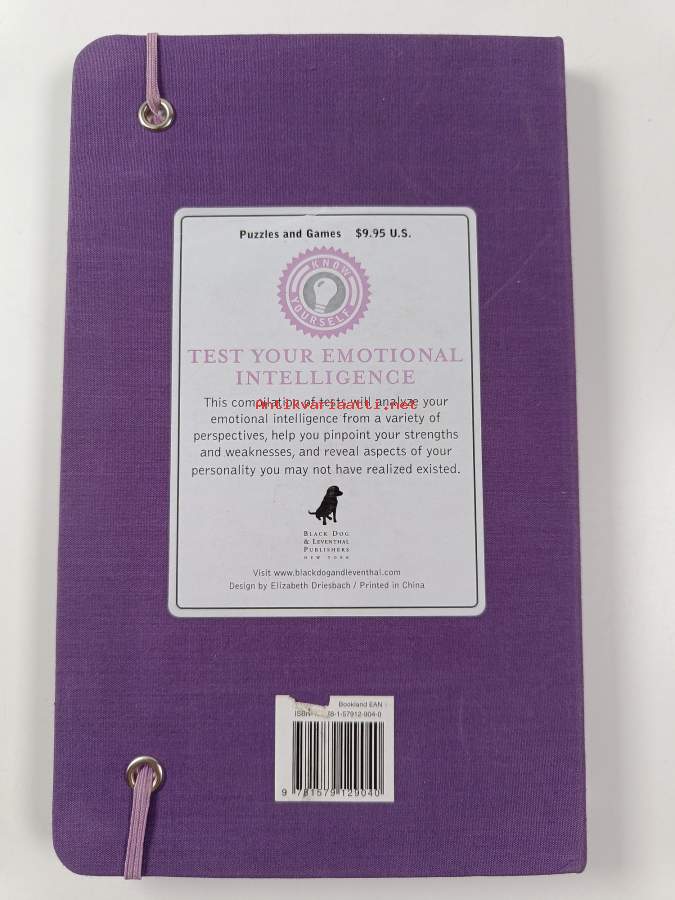 Puzzles and Games $9.95 U.S.
KNOW
YOURSELF
TEST YOUR EMOTIONAL
INTELLIGENCE
This compilation of tests will analyze your
Antikvariaatti.net
emotional intelligence from a variety of
perspectives, help you pinpoint your strengths
and weaknesses, and reveal aspects of your
personality you may not have realized existed.
BLACK DOG
& LEVENTHAL
PUBLISHERS
NEW YORK
Visit www.blackdogandleventhal.com
Design by Elizabeth Driesbach / Printed in China
Bookland EAN
ISBN 8-1-57912-904-0
9 781579 129040